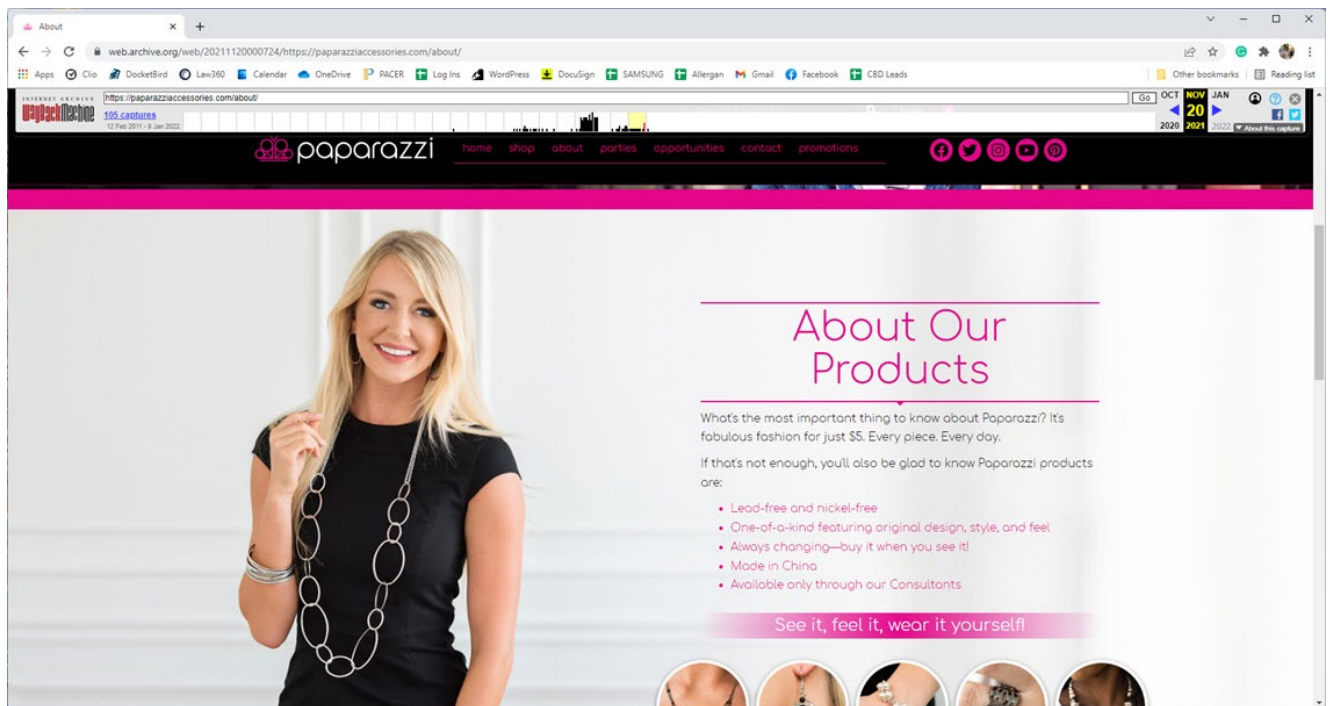 About
web.archive.org/web/20211120000724/https://paparazziaccessories.com/about/
Apps Clio DocketBird Law360 Calendar OneDrive PACER Log Ins WordPress DocuSign SAMSUNG Allergan Gmail Facebook CBD Leads Other bookmarks Reading list
INTERNET ARCHIVE
WayBackMachine
https://paparazziaccessories.com/about/ Go OCT NOV JAN
105 captures 20
12 Feb 2011 - 9 Jan 2022 2020 2021 2022 About this capture
paparazzi home shop about parties opportunities contact promotions
About Our
Products
What's the most important thing to know about Paparazzi? It's
fabulous fashion for just $5. Every piece. Every day.
If that's not enough, you'll also be glad to know Paparazzi products
are:
• Lead-free and nickel-free
• One-of-a-kind featuring original design, style, and feel
• Always changing—buy it when you see it!
• Made in China
• Available only through our Consultants
See it, feel it, wear it yourself!